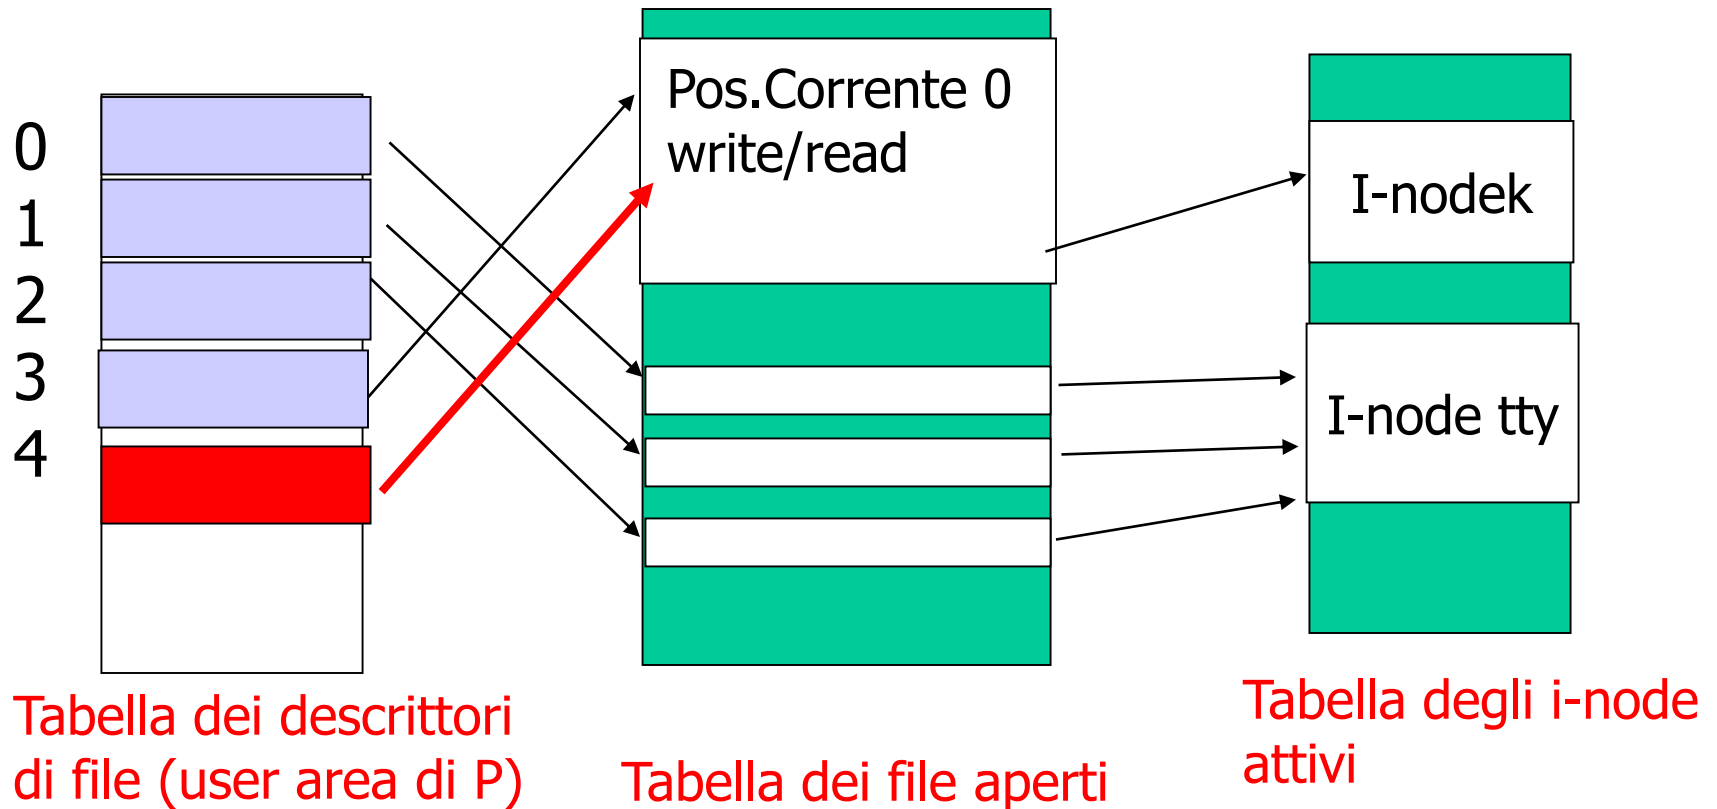 0
1
2
3
4
Pos.Corrente 0
write/read
I-nodek
I-node tty
Tabella dei descrittori
di file (user area di P)
Tabella dei file aperti
Tabella degli i-node
attivi